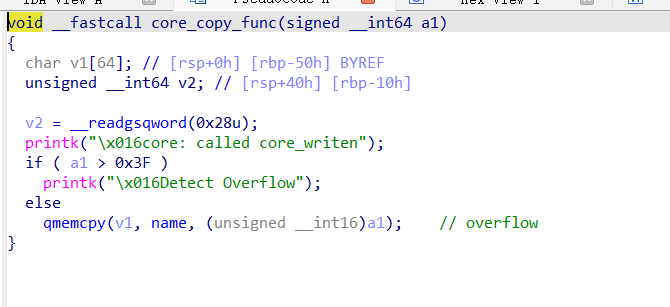 IDA View-A Pseudocode-A Hex View-1
void __fastcall core_copy_func(signed __int64 a1)
{
char v1[64]; // [rsp+0h] [rbp-50h] BYREF
unsigned __int64 v2; // [rsp+40h] [rbp-10h]
v2 = __readgsqword(0x28u);
printk("\x016core: called core_writen");
if ( a1 > 0x3F )
printk("\x016Detect Overflow");
else
qmemcpy(v1, name, (unsigned __int16)a1); // overflow
}